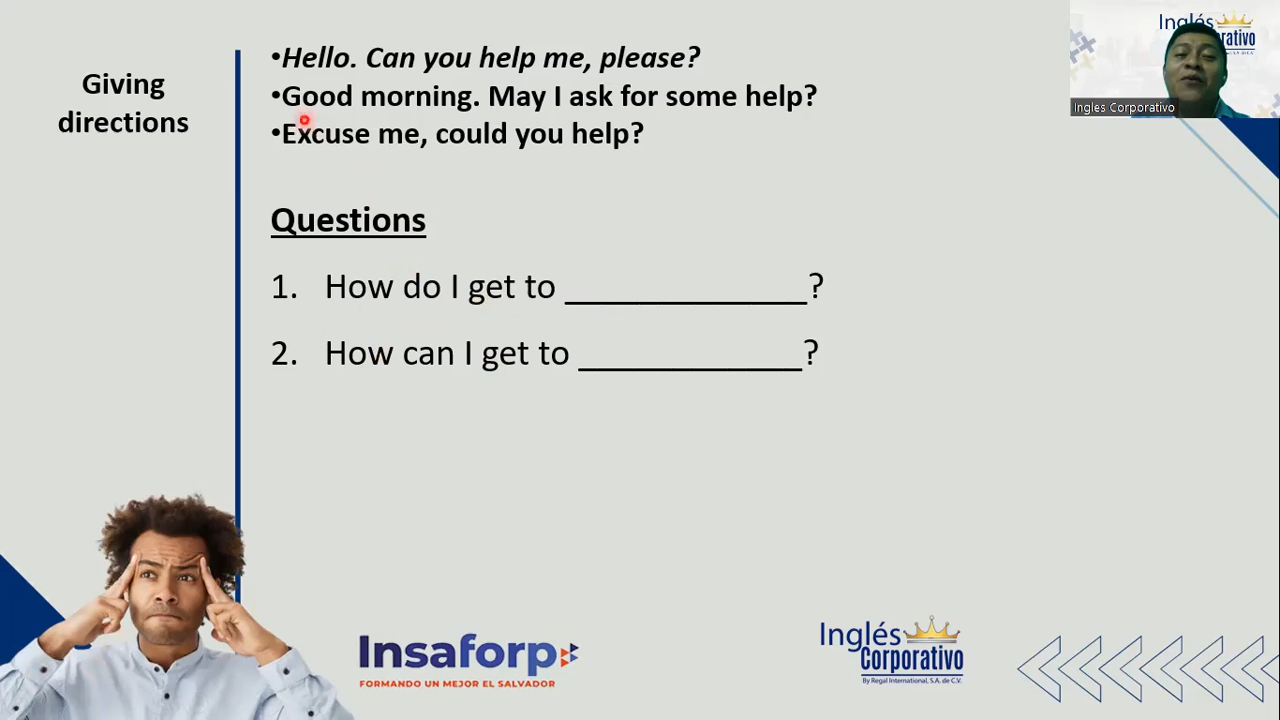 Giving
directions
•Hello. Can you help me, please?
•Good morning. May I ask for some help?
•Excuse me, could you help?
Questions
1. How do I get to _____________?
2. How can I get to ____________?
Inglés
Ingles Corporativo
Insaforp
FORMANDO UN MEJOR EL SALVADOR
Inglés
Corporativo
By Regal International, S.A. de C.V.